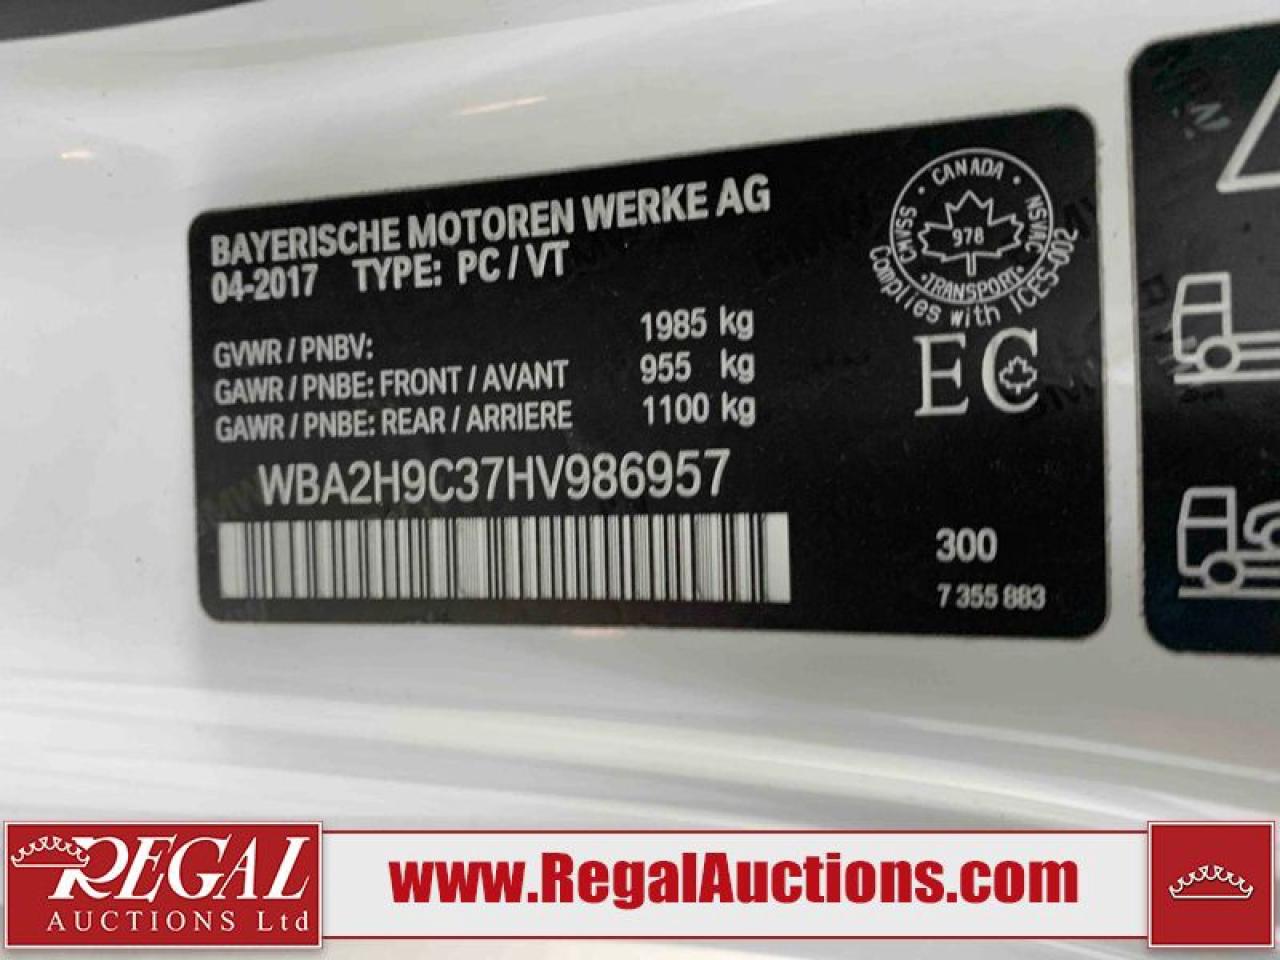 BAYERISCHE MOTOREN WERKE AG
04-2017 TYPE: PC / VT
GVWR / PNBV: 1985 kg
GAWR / PNBE: FRONT / AVANT 955 kg
GAWR / PNBE: REAR / ARRIERE 1100 kg
WBA2H9C37HV986957
CANADA
CMVSS NSVAC
978
TRANSPORT
Complies with ICES-002
EC
300
7 355 883
REGAL
AUCTIONS Ltd
www.RegalAuctions.com